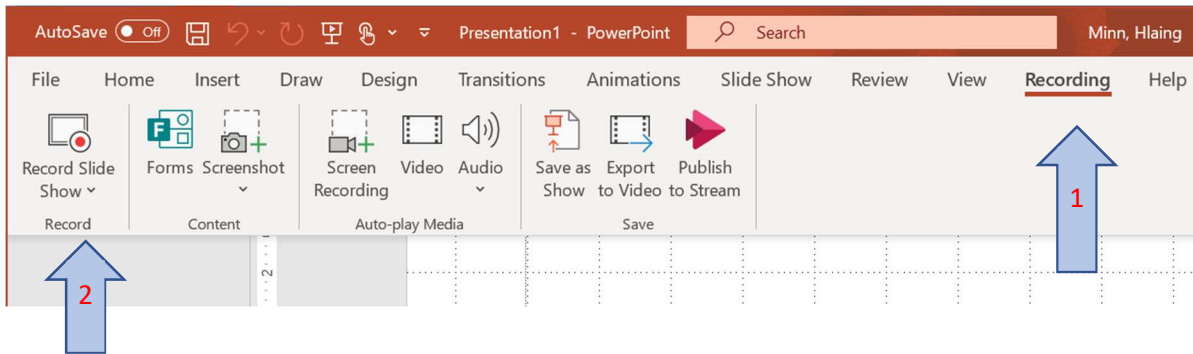 AutoSave Off Presentation1 - PowerPoint Search Minn, Hlaing
File Home Insert Draw Design Transitions Animations Slide Show Review View Recording Help
Record Slide Show
Forms
Screenshot
Screen Recording
Video
Audio
Save as Show
Export to Video
Publish to Stream
Record Content Auto-play Media Save
1
2
2